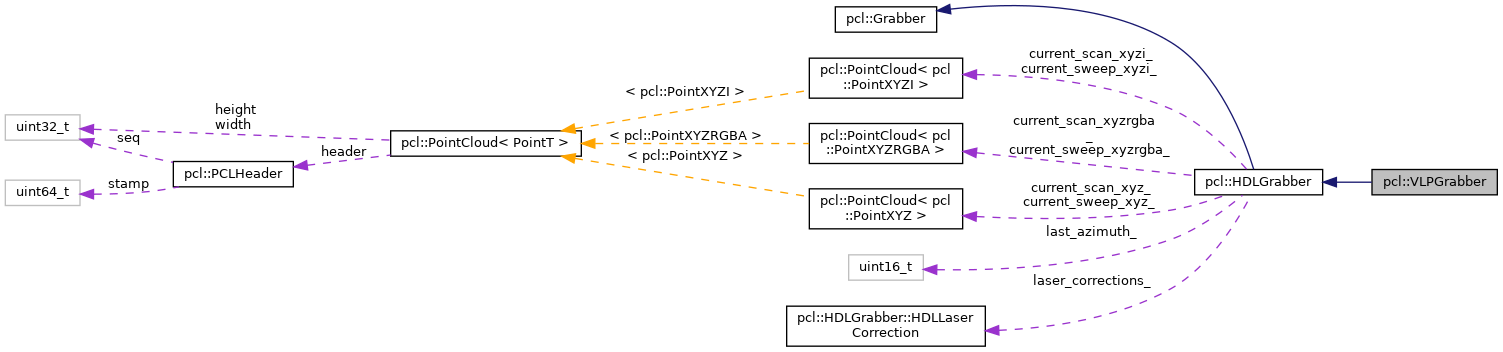 pcl::Grabber
current_scan_xyzi_
current_sweep_xyzi_
pcl::PointCloud< pcl
::PointXYZI >
< pcl::PointXYZI >
height
width
uint32_t
seq
pcl::PointCloud< PointT >
< pcl::PointXYZRGBA >
< pcl::PointXYZ >
pcl::PointCloud< pcl
::PointXYZRGBA >
current_scan_xyzrgba
_
current_sweep_xyzrgba_
header
pcl::PCLHeader
stamp
uint64_t
pcl::HDLGrabber
pcl::VLPGrabber
current_scan_xyz_
current_sweep_xyz_
pcl::PointCloud< pcl
::PointXYZ >
last_azimuth_
uint16_t
laser_corrections_
pcl::HDLGrabber::HDLLaser
Correction